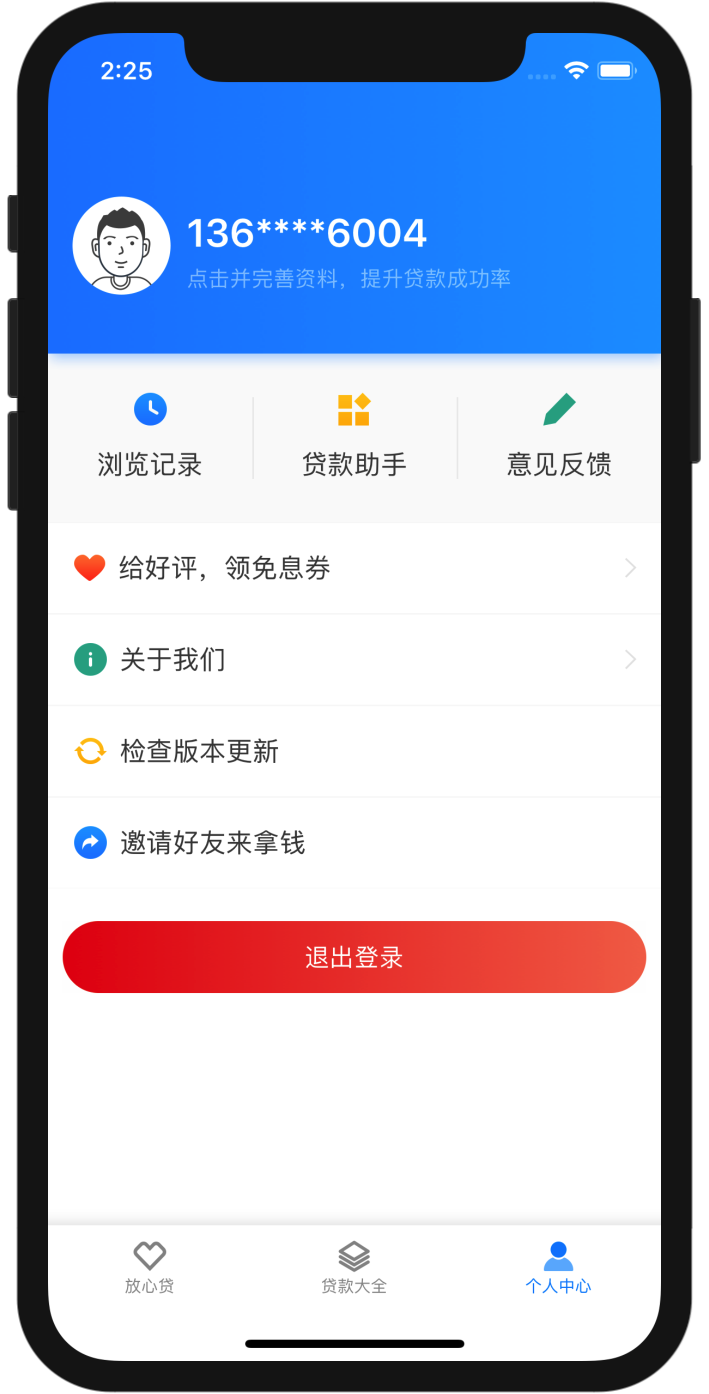 2:25
136****6004
点击并完善资料，提升贷款成功率
浏览记录
贷款助手
意见反馈
给好评，领免息券
关于我们
检查版本更新
邀请好友来拿钱
退出登录
放心贷
贷款大全
个人中心